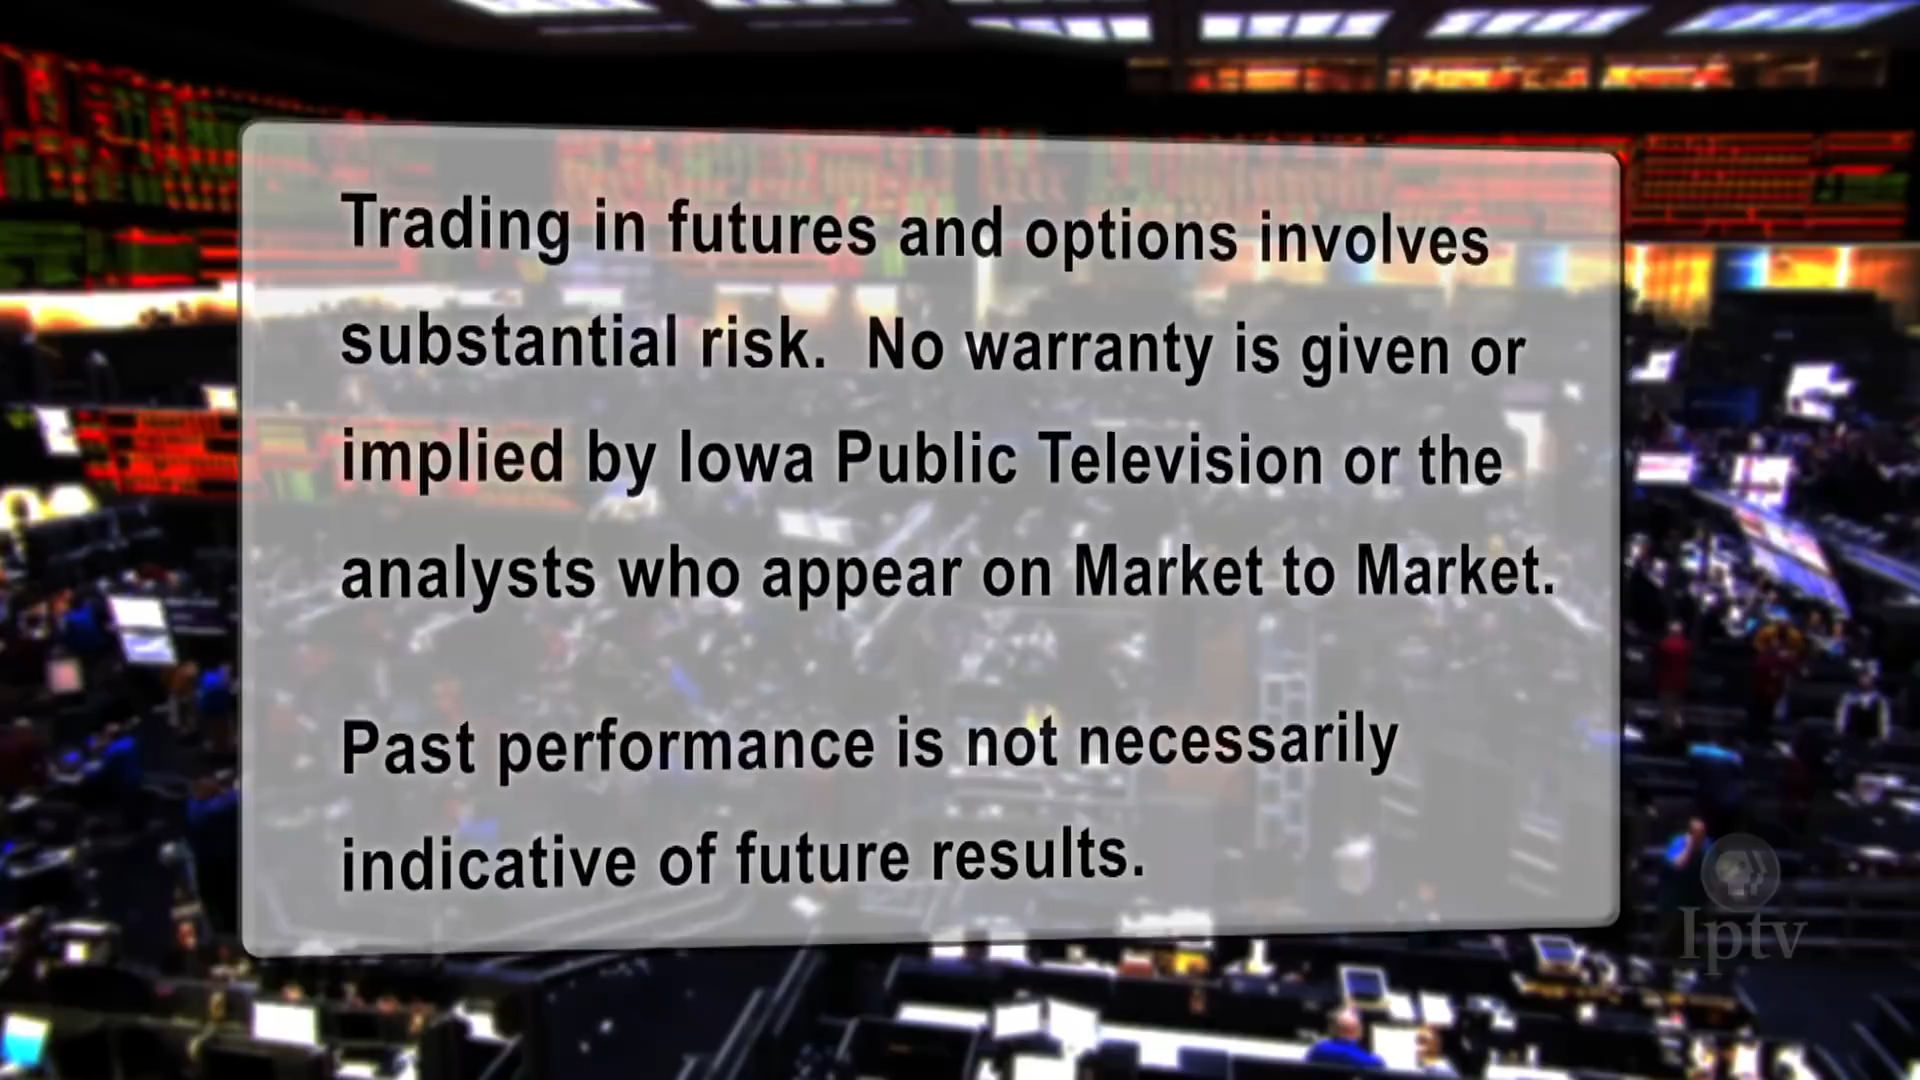 Trading in futures and options involves
substantial risk.  No warranty is given or
implied by Iowa Public Television or the
analysts who appear on Market to Market.
Past performance is not necessarily
indicative of future results.
Iptv